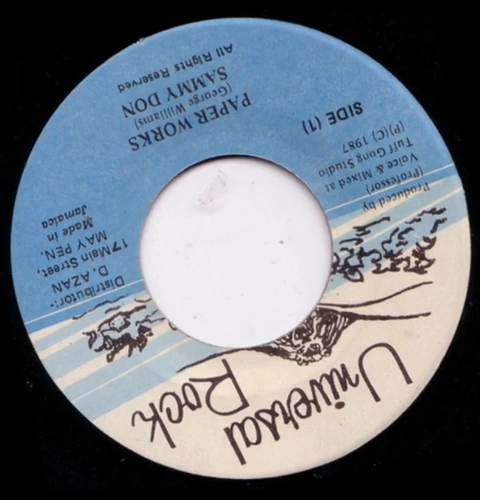 Universal
Rock
Distributor:-
D. AZAN
17 Main Street,
MAY PEN.
Made in
Jamaica
Produced by
(Professor)
Voice & Mixed at
Tuff Gong Studio
(P)(C) 1987
SIDE (1)
PAPER WORKS
(George Williams)
SAMMY DON
All Rights Reserved